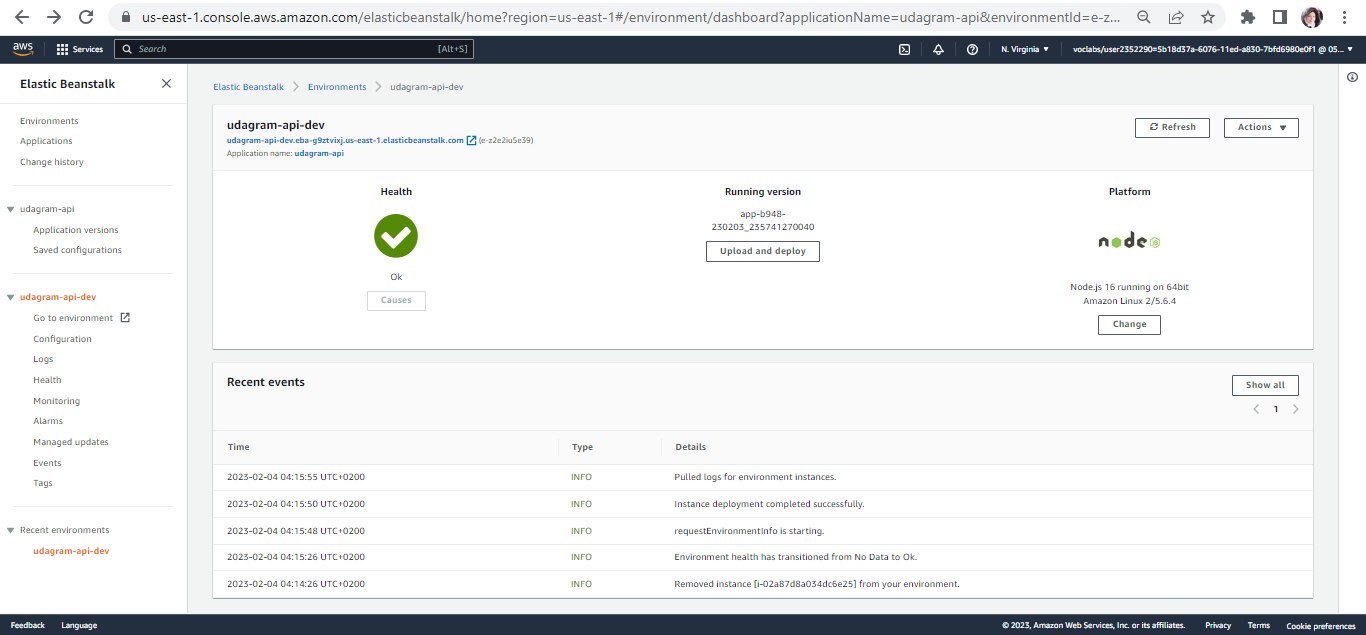 us-east-1.console.aws.amazon.com/elasticbeanstalk/home?region=us-east-1#/environment/dashboard?applicationName=udagram-api&environmentId=e-z...
aws
Services
Search
[Alt+S]
N. Virginia
voclabs/user2352290=5b18d37a-6076-11ed-a830-7bfd6980e0f1 @ 05...
Elastic Beanstalk
Environments
Applications
Change history
udagram-api
Application versions
Saved configurations
udagram-api-dev
Go to environment
Configuration
Logs
Health
Monitoring
Alarms
Managed updates
Events
Tags
Recent environments
udagram-api-dev
Elastic Beanstalk
Environments
udagram-api-dev
udagram-api-dev
udagram-api-dev.eba-g9ztvixj.us-east-1.elasticbeanstalk.com (e-z2e2iu5e39)
Application name: udagram-api
Refresh
Actions
Health
Ok
Causes
Running version
app-b948-
230203_235741270040
Upload and deploy
Platform
node
Node.js 16 running on 64bit
Amazon Linux 2/5.6.4
Change
Recent events
Show all
1
Time Type Details
2023-02-04 04:15:55 UTC+0200 INFO Pulled logs for environment instances.
2023-02-04 04:15:50 UTC+0200 INFO Instance deployment completed successfully.
2023-02-04 04:15:48 UTC+0200 INFO requestEnvironmentInfo is starting.
2023-02-04 04:15:26 UTC+0200 INFO Environment health has transitioned from No Data to Ok.
2023-02-04 04:14:26 UTC+0200 INFO Removed instance [i-02a87d8a034dc6e25] from your environment.
Feedback
Language
© 2023, Amazon Web Services, Inc. or its affiliates.
Privacy
Terms
Cookie preferences